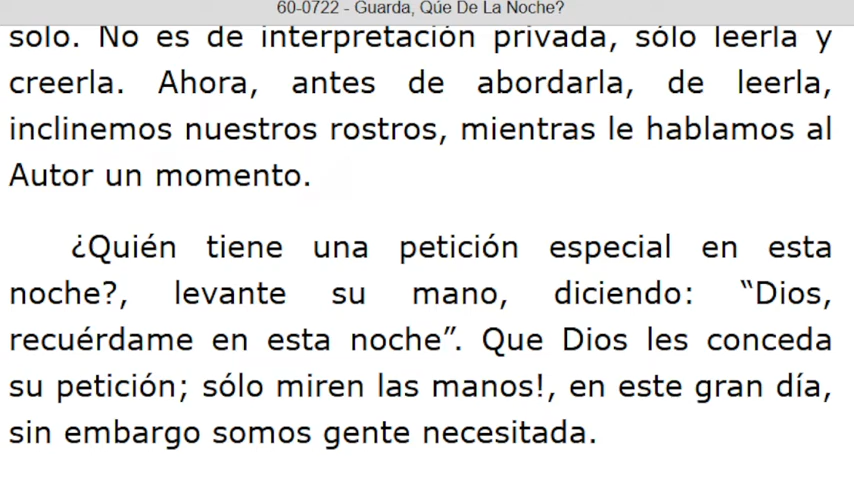 60-0722 - Guarda, Qúe De La Noche?
solo. No es de interpretación privada, sólo leerla y
creerla. Ahora, antes de abordarla, de leerla,
inclinemos nuestros rostros, mientras le hablamos al
Autor un momento.
¿Quién tiene una petición especial en esta
noche?, levante su mano, diciendo: “Dios,
recuérdame en esta noche”. Que Dios les conceda
su petición; sólo miren las manos!, en este gran día,
sin embargo somos gente necesitada.